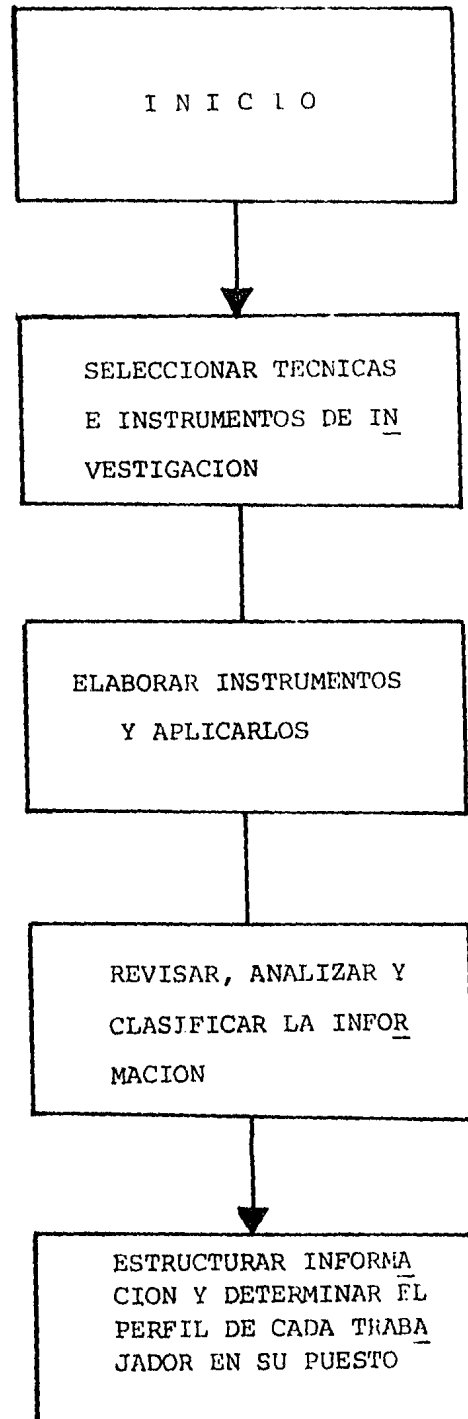 I N I C I O
SELECCIONAR TECNICAS
E INSTRUMENTOS DE IN
VESTIGACION
ELABORAR INSTRUMENTOS
Y APLICARLOS
REVISAR, ANALIZAR Y
CLASIFICAR LA INFOR
MACION
ESTRUCTURAR INFORMA
CION Y DETERMINAR EL
PERFIL DE CADA TRABA
JADOR EN SU PUESTO